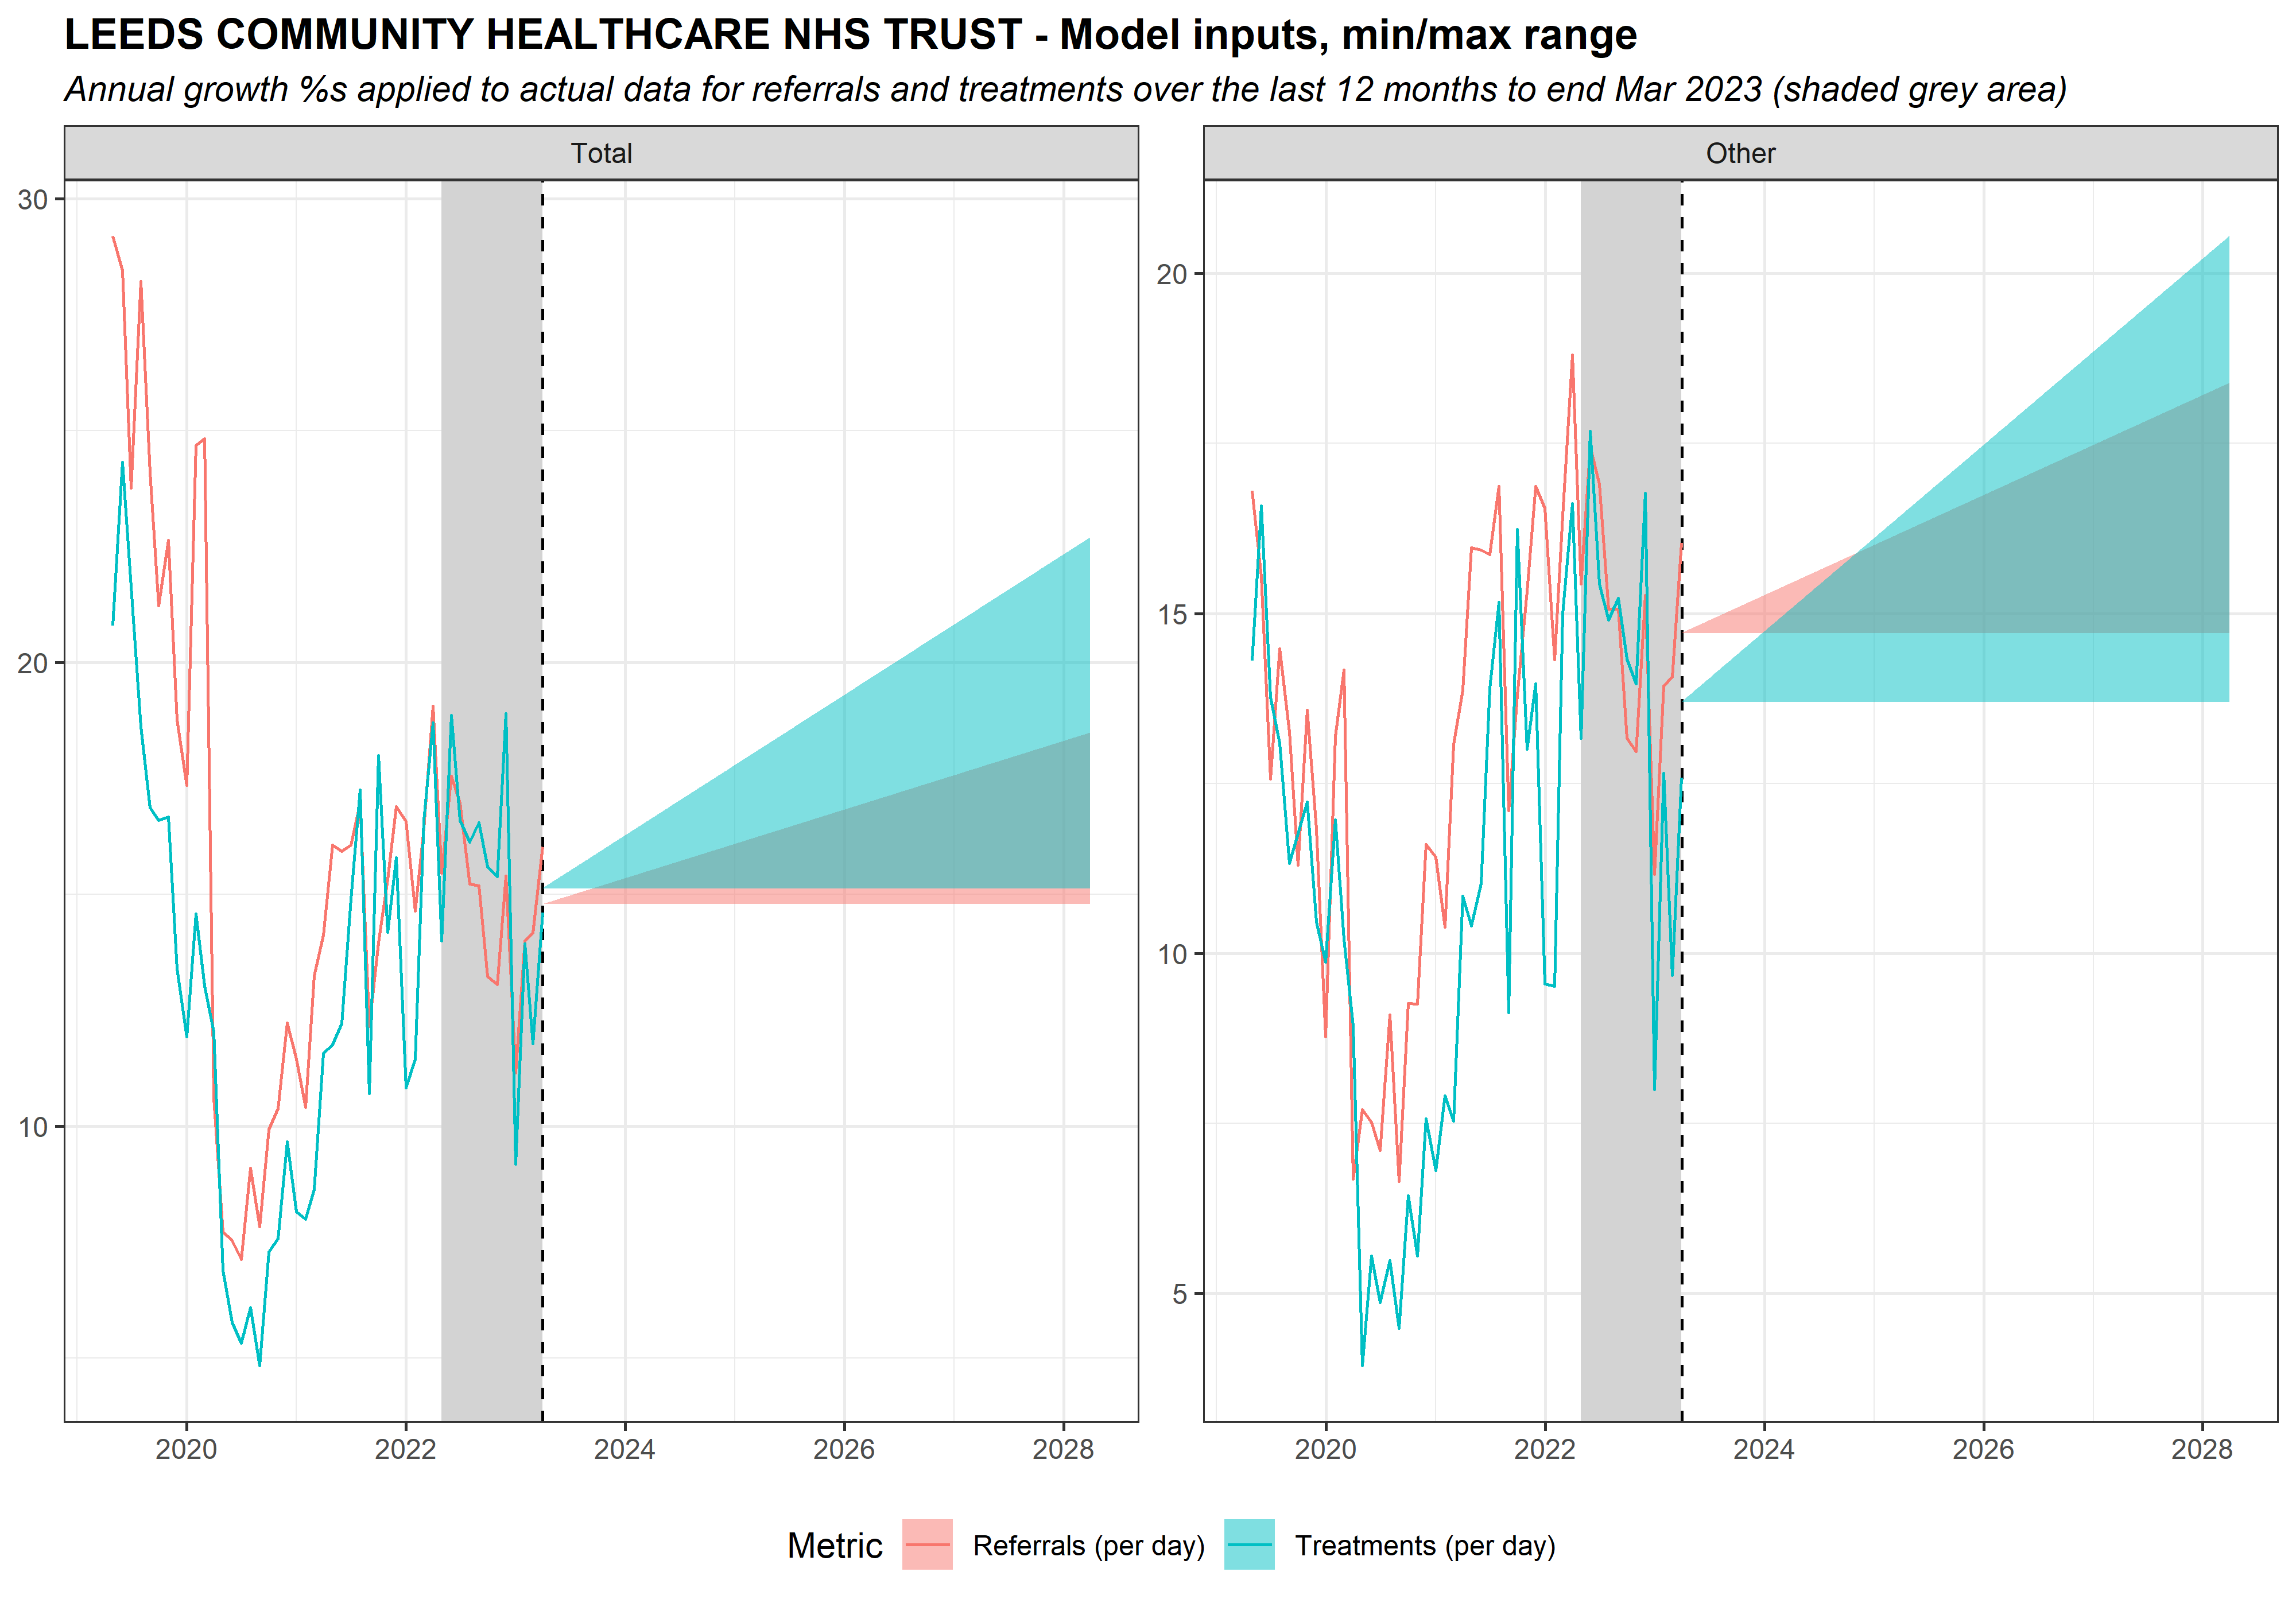 LEEDS COMMUNITY HEALTHCARE NHS TRUST - Model inputs, min/max range
Annual growth %s applied to actual data for referrals and treatments over the last 12 months to end Mar 2023 (shaded grey area)
Total
Other
30
20
10
20
15
10
5
2020 2022 2024 2026 2028
2020 2022 2024 2026 2028
Metric Referrals (per day) Treatments (per day)